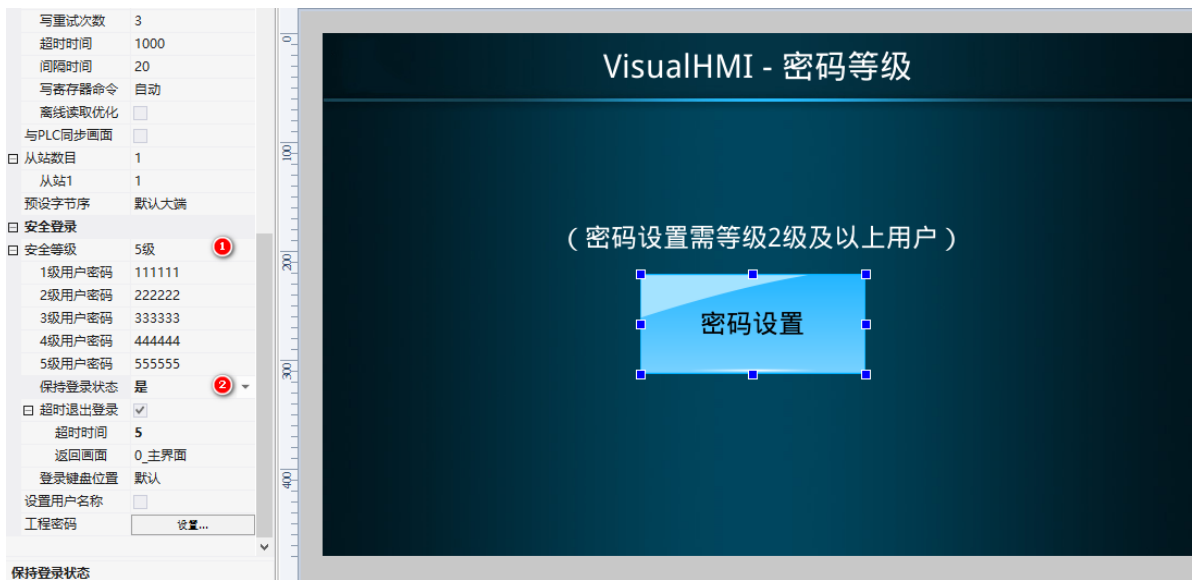 写重试次数 3
超时时间 1000
间隔时间 20
写寄存器命令 自动
离线读取优化
与PLC同步画面
从站数目 1
从站1 1
预设字节序 默认大端
安全登录
安全等级 5级 1
1级用户密码 111111
2级用户密码 222222
3级用户密码 333333
4级用户密码 444444
5级用户密码 555555
保持登录状态 是 2
超时退出登录
超时时间 5
返回画面 0_主界面
登录键盘位置 默认
设置用户名称
工程密码 设置...
保持登录状态
0
100
200
300
400
VisualHMI - 密码等级
(密码设置需等级2级及以上用户)
密码设置